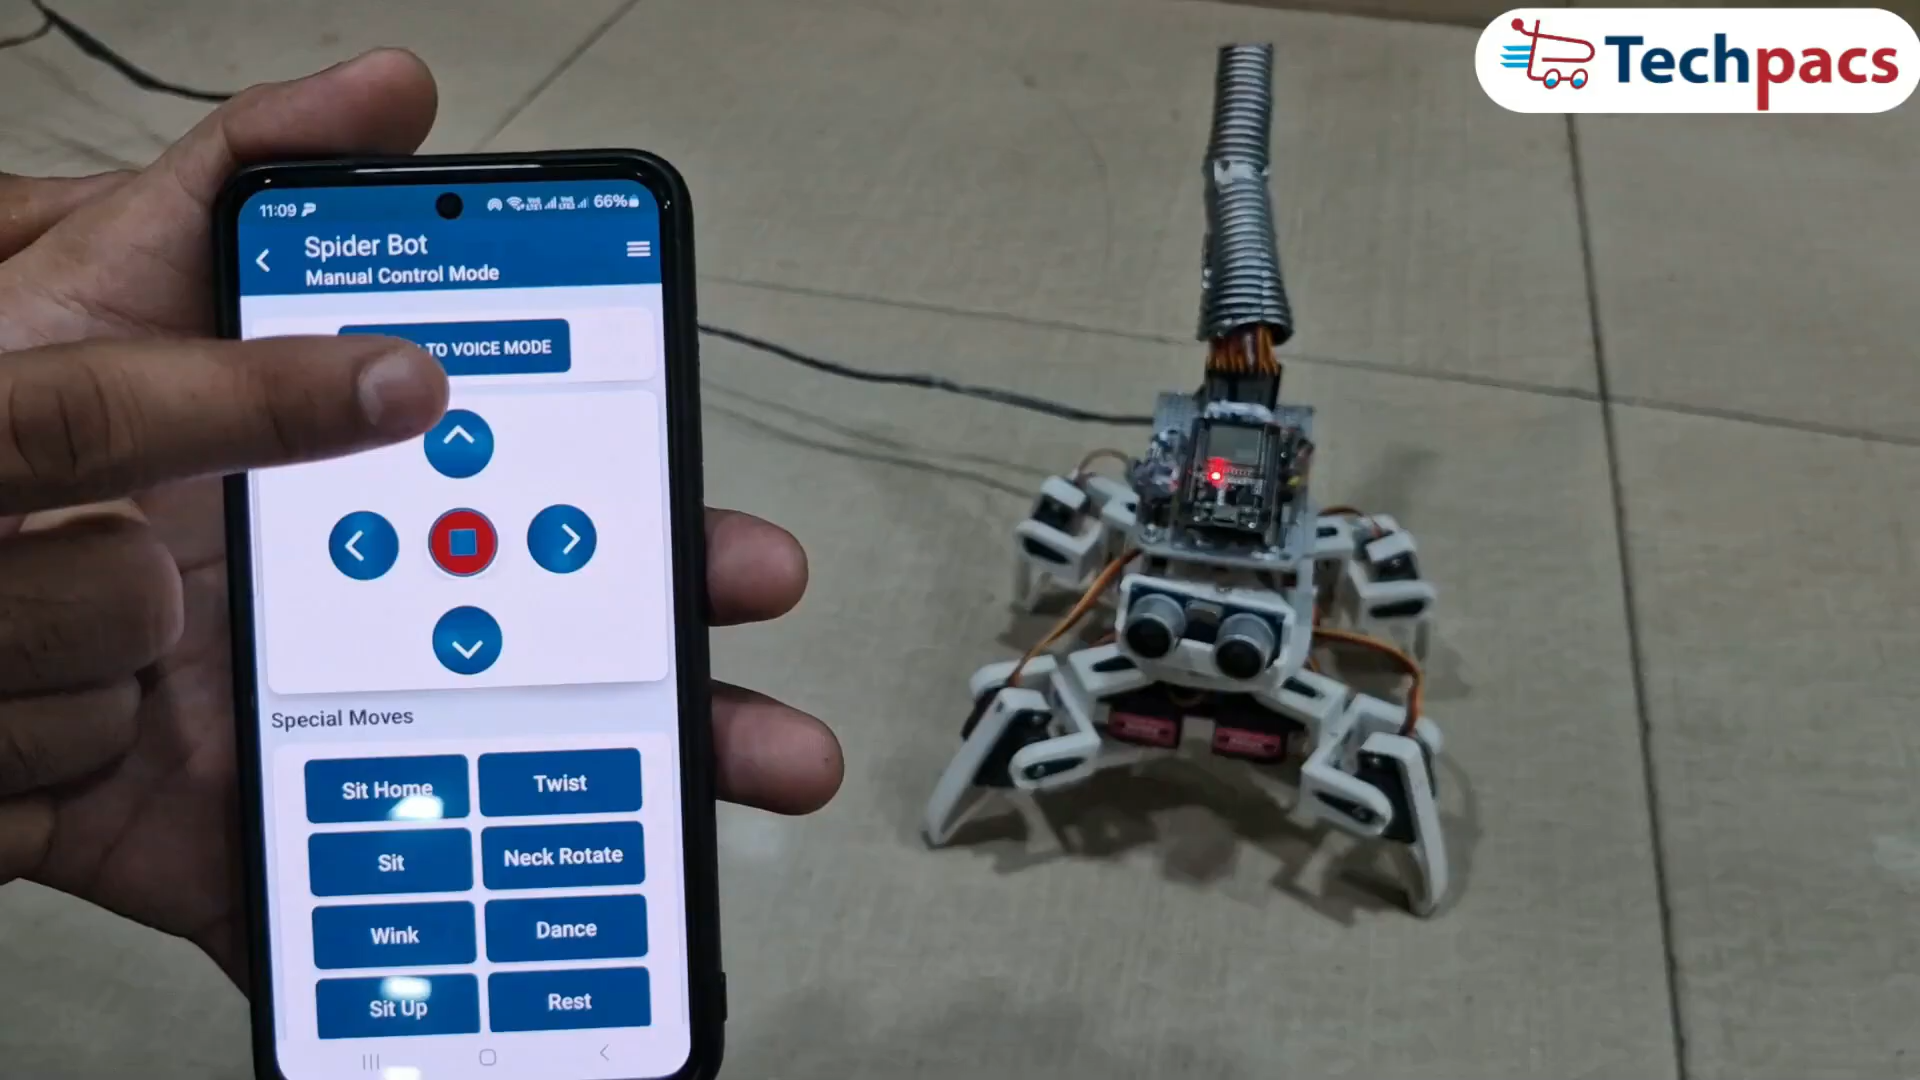 Techpacs
11:09
66%
Spider Bot
Manual Control Mode
TO VOICE MODE
Special Moves
Sit Home
Twist
Sit
Neck Rotate
Wink
Dance
Sit Up
Rest